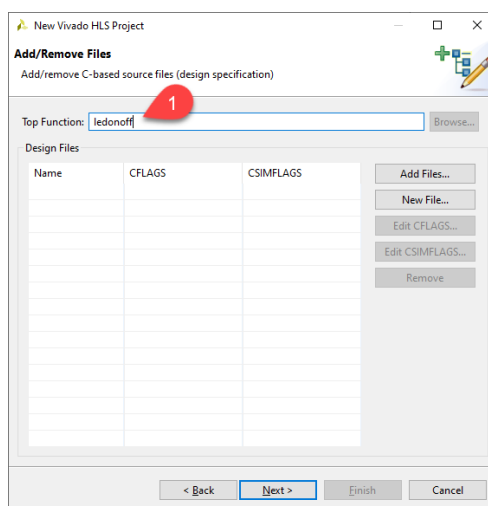 New Vivado HLS Project
Add/Remove Files
Add/remove C-based source files (design specification)
1
Top Function: ledonoff Browse...
Design Files
Name CFLAGS CSIMFLAGS
Add Files...
New File...
Edit CFLAGS...
Edit CSIMFLAGS...
Remove
< Back Next > Finish Cancel